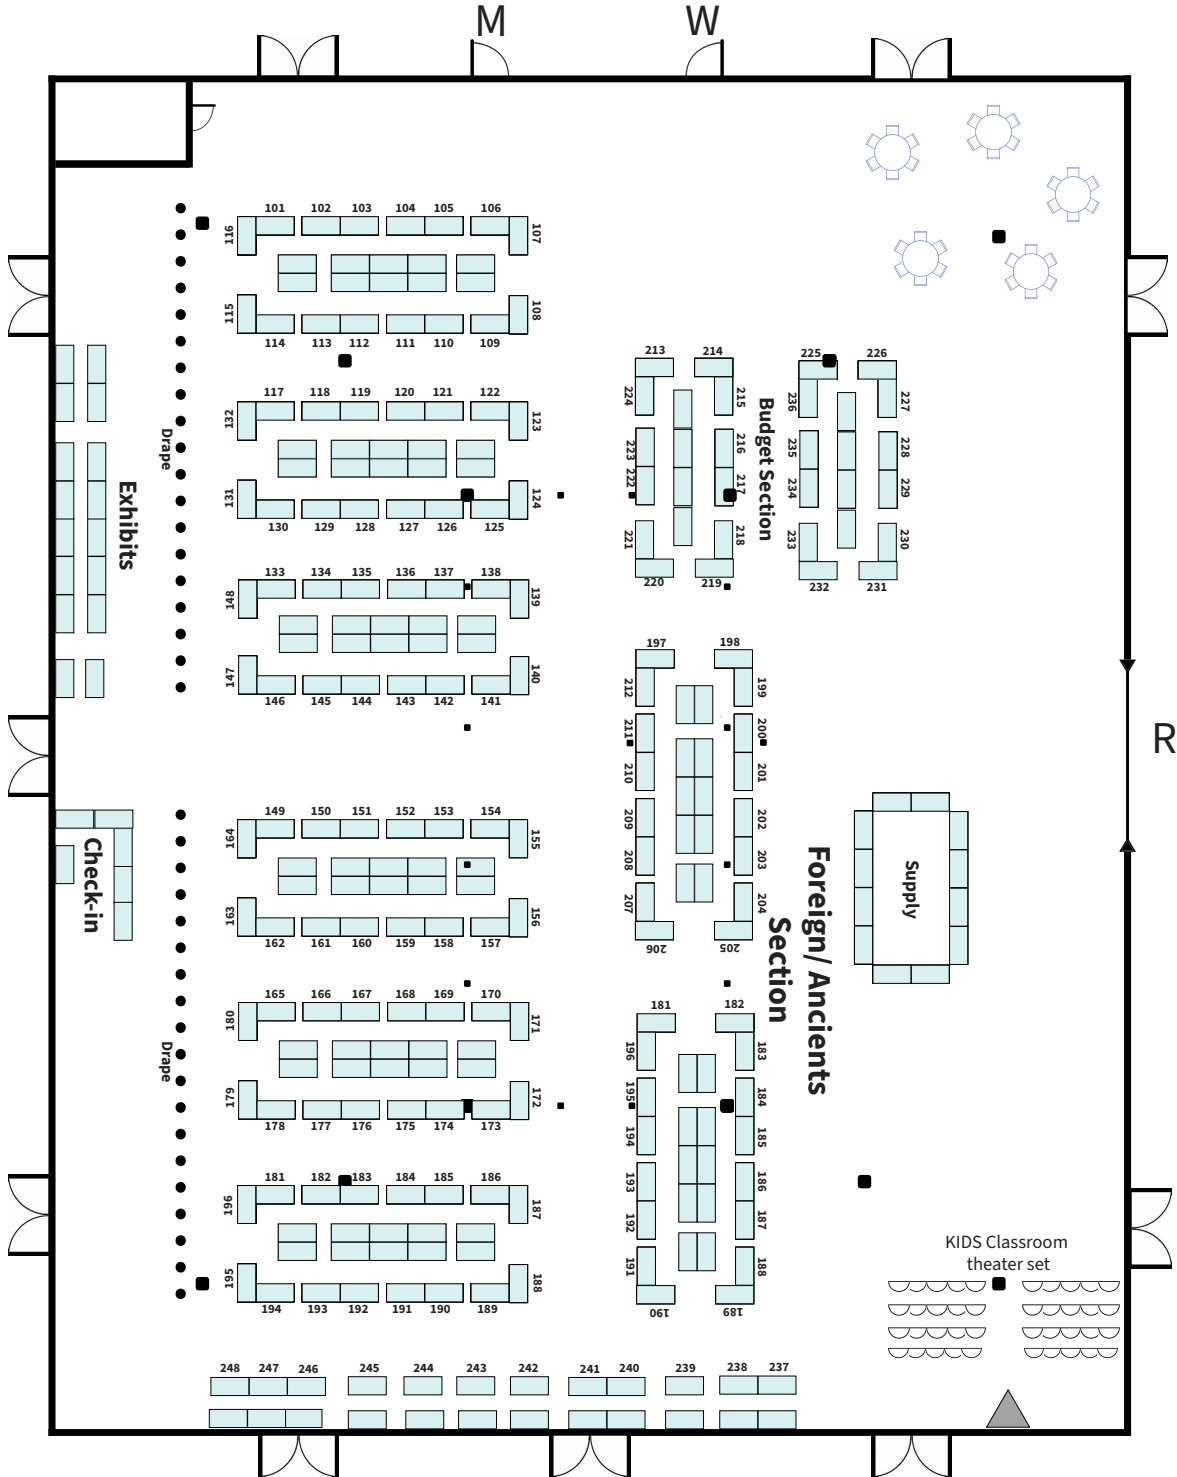 M
W
101 102 103 104 105 106
116
107
115
108
114 113 112 111 110 109
117 118 119 120 121 122
132
123
131
124
130 129 128 127 126 125
133 134 135 136 137 138
148
139
147
140
146 145 144 143 142 141
Drape
Exhibits
213 214
224
215
223
216
222
217
221
218
220 219
Budget Section
225 226
236
227
235
228
234
229
233
230
232 231
197 198
212
199
211
200
210
201
209
202
208
203
207
204
206 205
R
149 150 151 152 153 154
164
155
163
156
162 161 160 159 158 157
Check-in
Supply
Foreign/ Ancients
Section
165 166 167 168 169 170
180
171
179
172
178 177 176 175 174 173
Drape
181 182
196
183
195
184
194
185
193
186
192
187
191
188
190 189
181 182 183 184 185 186
196
187
195
188
194 193 192 191 190 189
KIDS Classroom
theater set
248 247 246 245 244 243 242 241 240 239 238 237